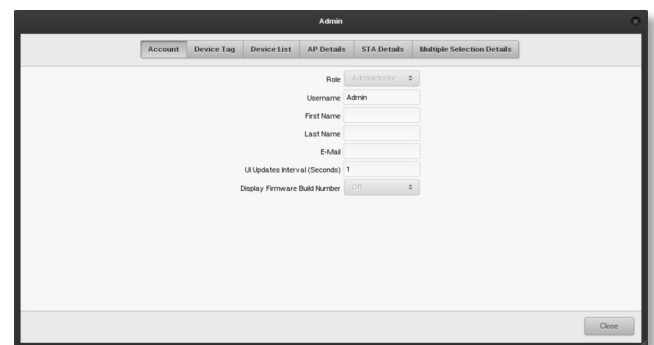 Admin
Account Device Tag Device List AP Details STA Details Multiple Selection Details
Role Administrator
Username Admin
First Name
Last Name
E-Mail
UI Updates Interval (Seconds) 1
Display Firmware Build Number Off
Close